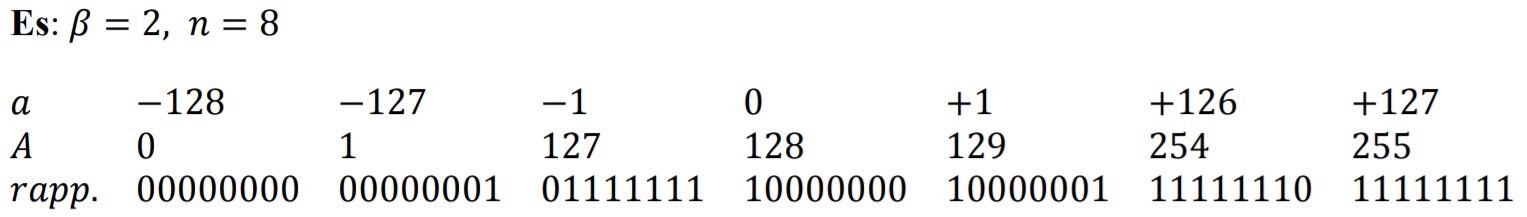 Es: β = 2, n = 8
a −128 −127 −1 0 +1 +126 +127
A 0 1 127 128 129 254 255
rapp. 00000000 00000001 01111111 10000000 10000001 11111110 11111111